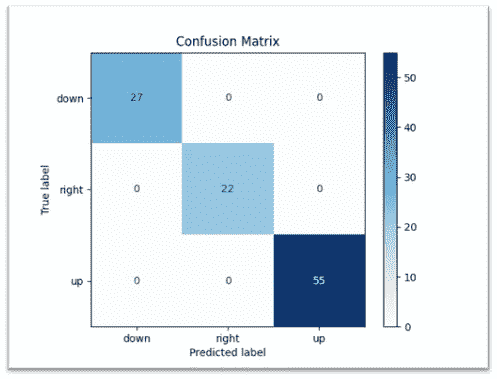 Confusion Matrix
down 27 0 0
right 0 22 0
up 0 0 55
down right up
True label
Predicted label
50
40
30
20
10
0